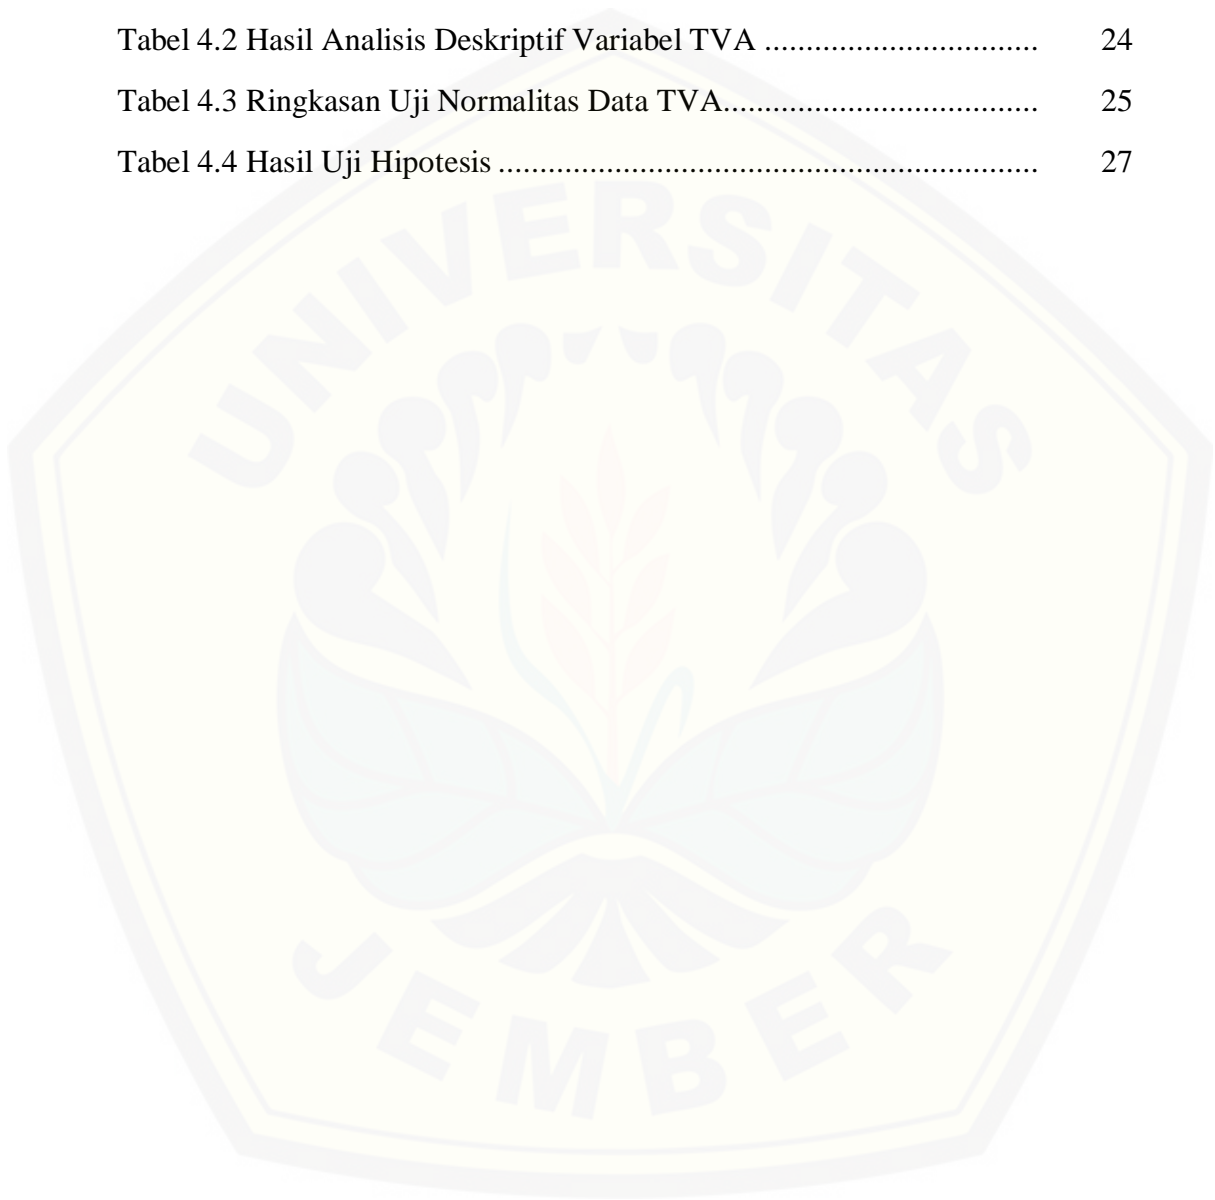 Tabel 4.2 Hasil Analisis Deskriptif Variabel TVA ................................. 24
Tabel 4.3 Ringkasan Uji Normalitas Data TVA...................................... 25
Tabel 4.4 Hasil Uji Hipotesis ................................................................. 27
UNIVERSITAS
JEMBER